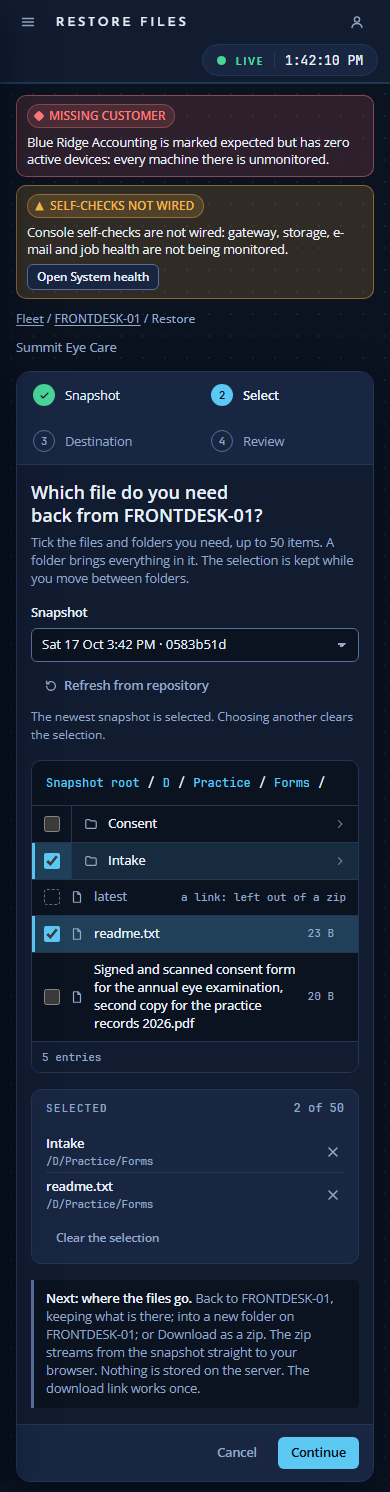 RESTORE FILES
LIVE 1:42:10 PM
MISSING CUSTOMER
Blue Ridge Accounting is marked expected but has zero
active devices: every machine there is unmonitored.
SELF-CHECKS NOT WIRED
Console self-checks are not wired: gateway, storage, e-
mail and job health are not being monitored.
Open System health
Fleet / FRONTDESK-01 / Restore
Summit Eye Care
Snapshot
2 Select
3 Destination
4 Review
Which file do you need
back from FRONTDESK-01?
Tick the files and folders you need, up to 50 items. A
folder brings everything in it. The selection is kept while
you move between folders.
Snapshot
Sat 17 Oct 3:42 PM · 0583b51d
Refresh from repository
The newest snapshot is selected. Choosing another clears
the selection.
Snapshot root / D / Practice / Forms /
Consent
Intake
latest a link: left out of a zip
readme.txt 23 B
Signed and scanned consent form
for the annual eye examination,
second copy for the practice
records 2026.pdf
20 B
5 entries
SELECTED 2 of 50
Intake
/D/Practice/Forms
readme.txt
/D/Practice/Forms
Clear the selection
Next: where the files go. Back to FRONTDESK-01,
keeping what is there; into a new folder on
FRONTDESK-01; or Download as a zip. The zip
streams from the snapshot straight to your
browser. Nothing is stored on the server. The
download link works once.
Cancel Continue